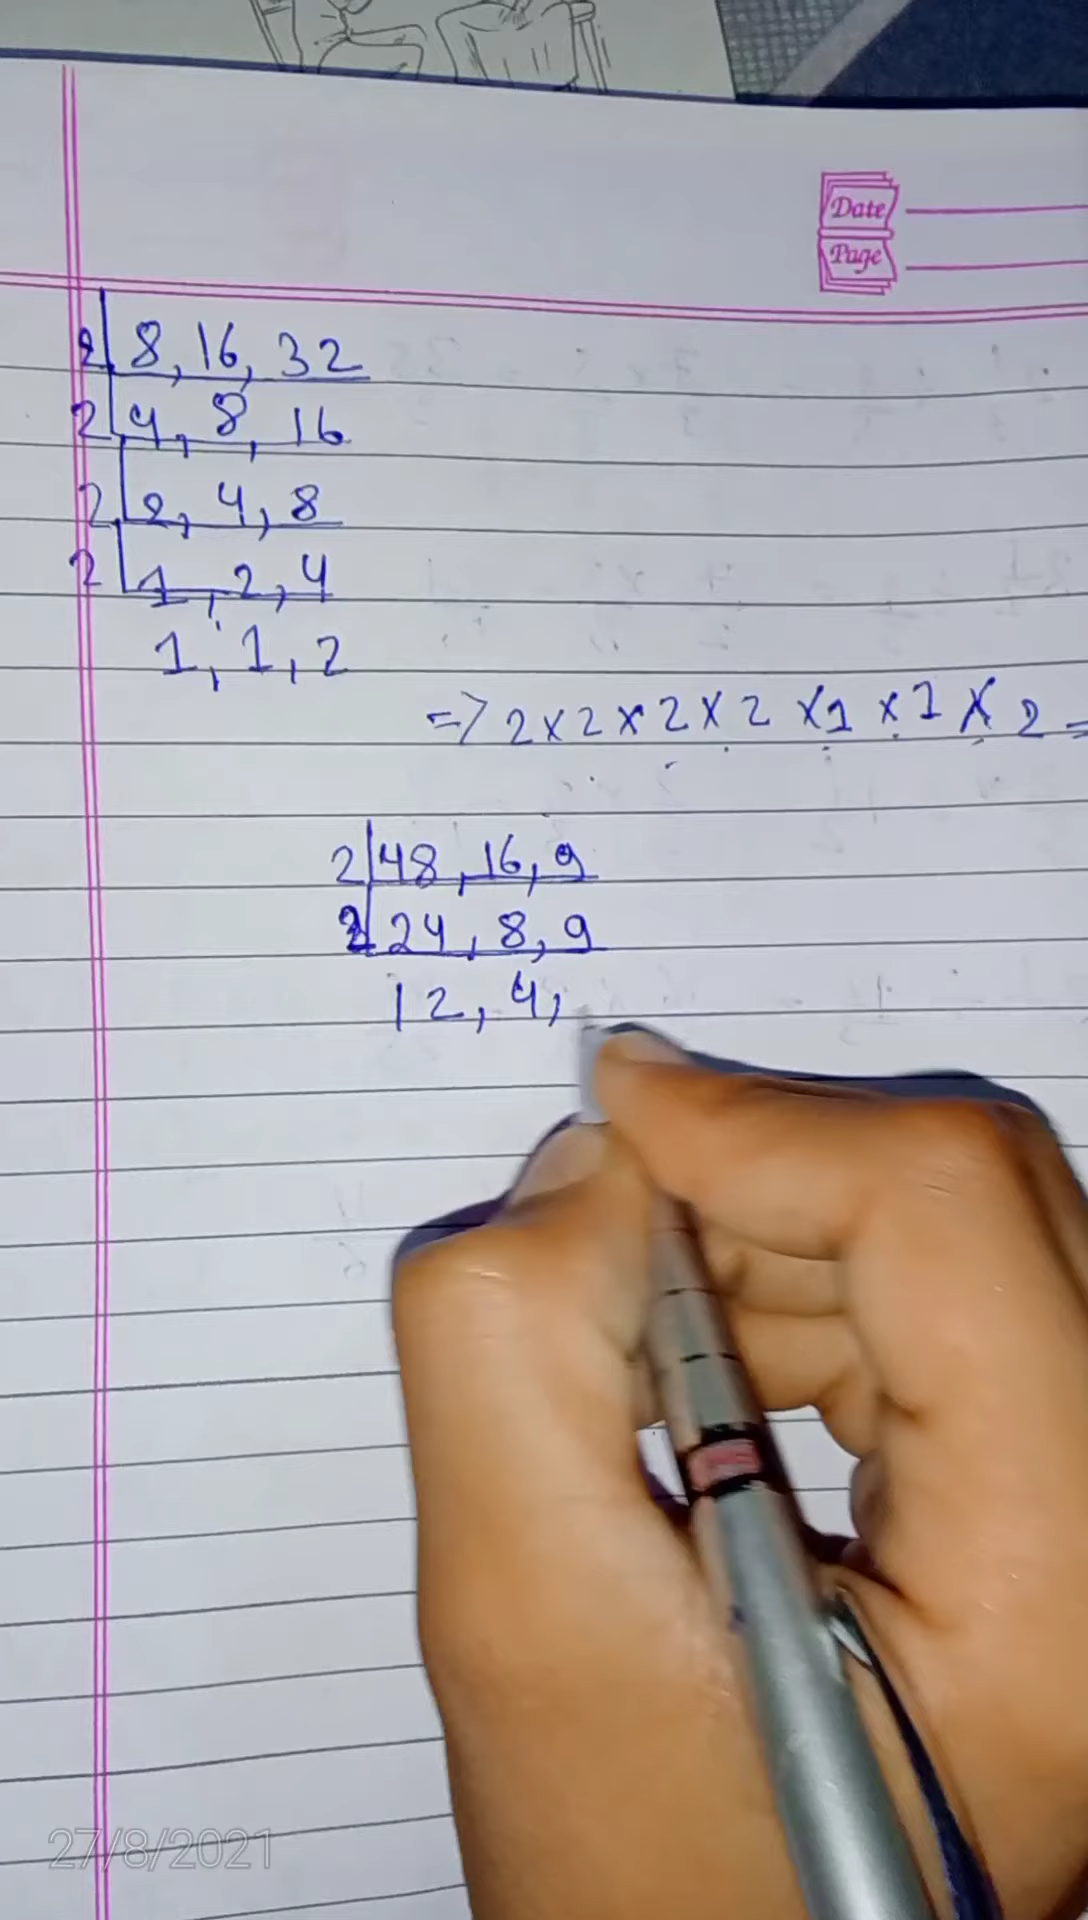 Date
Page
2 8, 16, 32
2 4, 8, 16
2 2, 4, 8
2 1, 2, 4
1, 1, 2
=> 2 x 2 x 2 x 2 x 1 x 1 x 2 =
2 48, 16, 9
2 24, 8, 9
12, 4,
27/8/2021